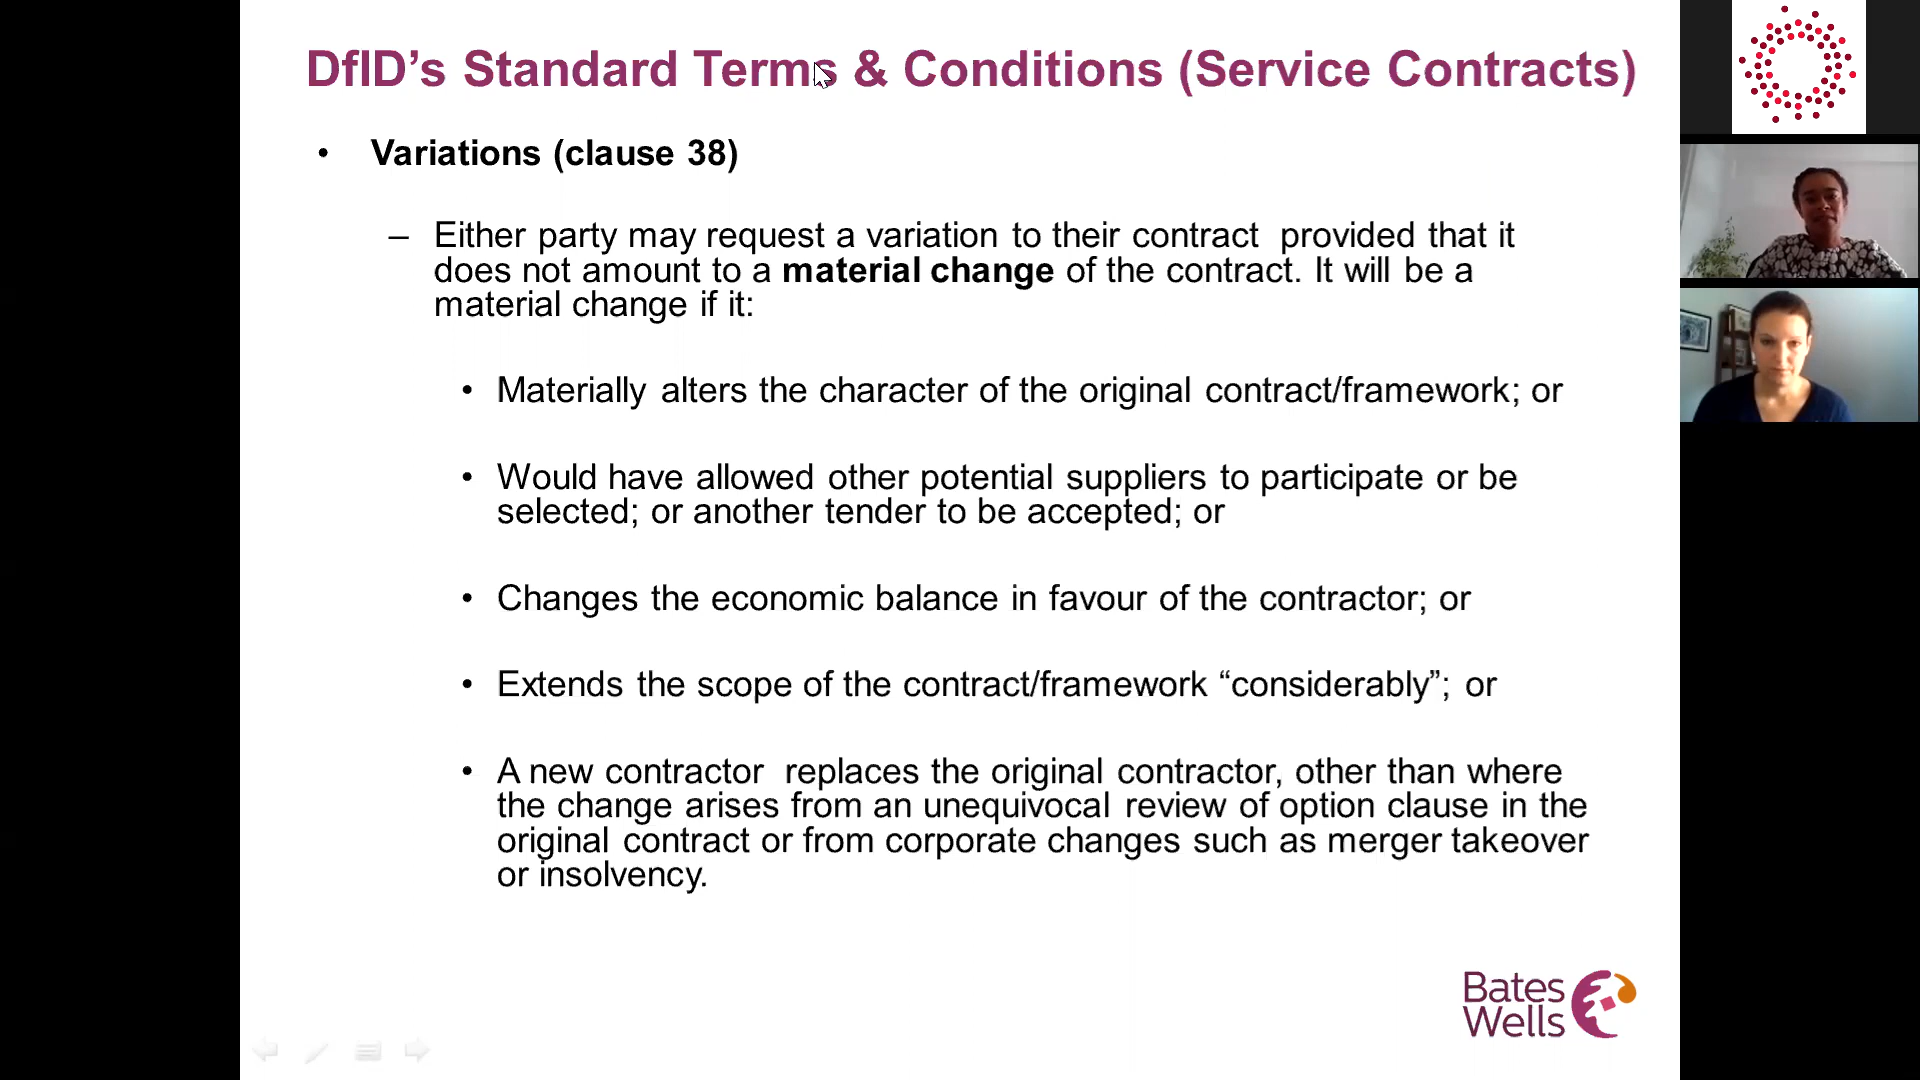 DfID’s Standard Terms & Conditions (Service Contracts)
• Variations (clause 38)
– Either party may request a variation to their contract  provided that it
does not amount to a material change of the contract. It will be a
material change if it:
• Materially alters the character of the original contract/framework; or
• Would have allowed other potential suppliers to participate or be
selected; or another tender to be accepted; or
• Changes the economic balance in favour of the contractor; or
• Extends the scope of the contract/framework “considerably”; or
• A new contractor  replaces the original contractor, other than where
the change arises from an unequivocal review of option clause in the
original contract or from corporate changes such as merger takeover
or insolvency.
Bates
Wells